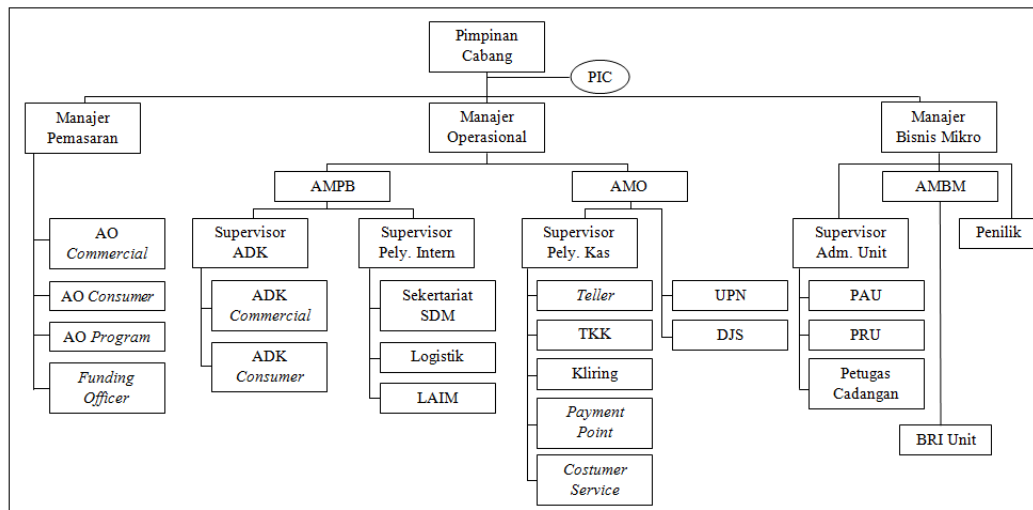 Pimpinan
Cabang
PIC
Manajer
Pemasaran
Manajer
Operasional
Manajer
Bisnis Mikro
AMPB
AMO
AMBM
Penilik
AO
Commercial
AO Consumer
AO Program
Funding
Officer
Supervisor
ADK
ADK
Commercial
ADK
Consumer
Supervisor
Pely. Intern
Sekertariat
SDM
Logistik
LAIM
Supervisor
Pely. Kas
Teller
TKK
Kliring
Payment
Point
Costumer
Service
UPN
DJS
Supervisor
Adm. Unit
PAU
PRU
Petugas
Cadangan
BRI Unit